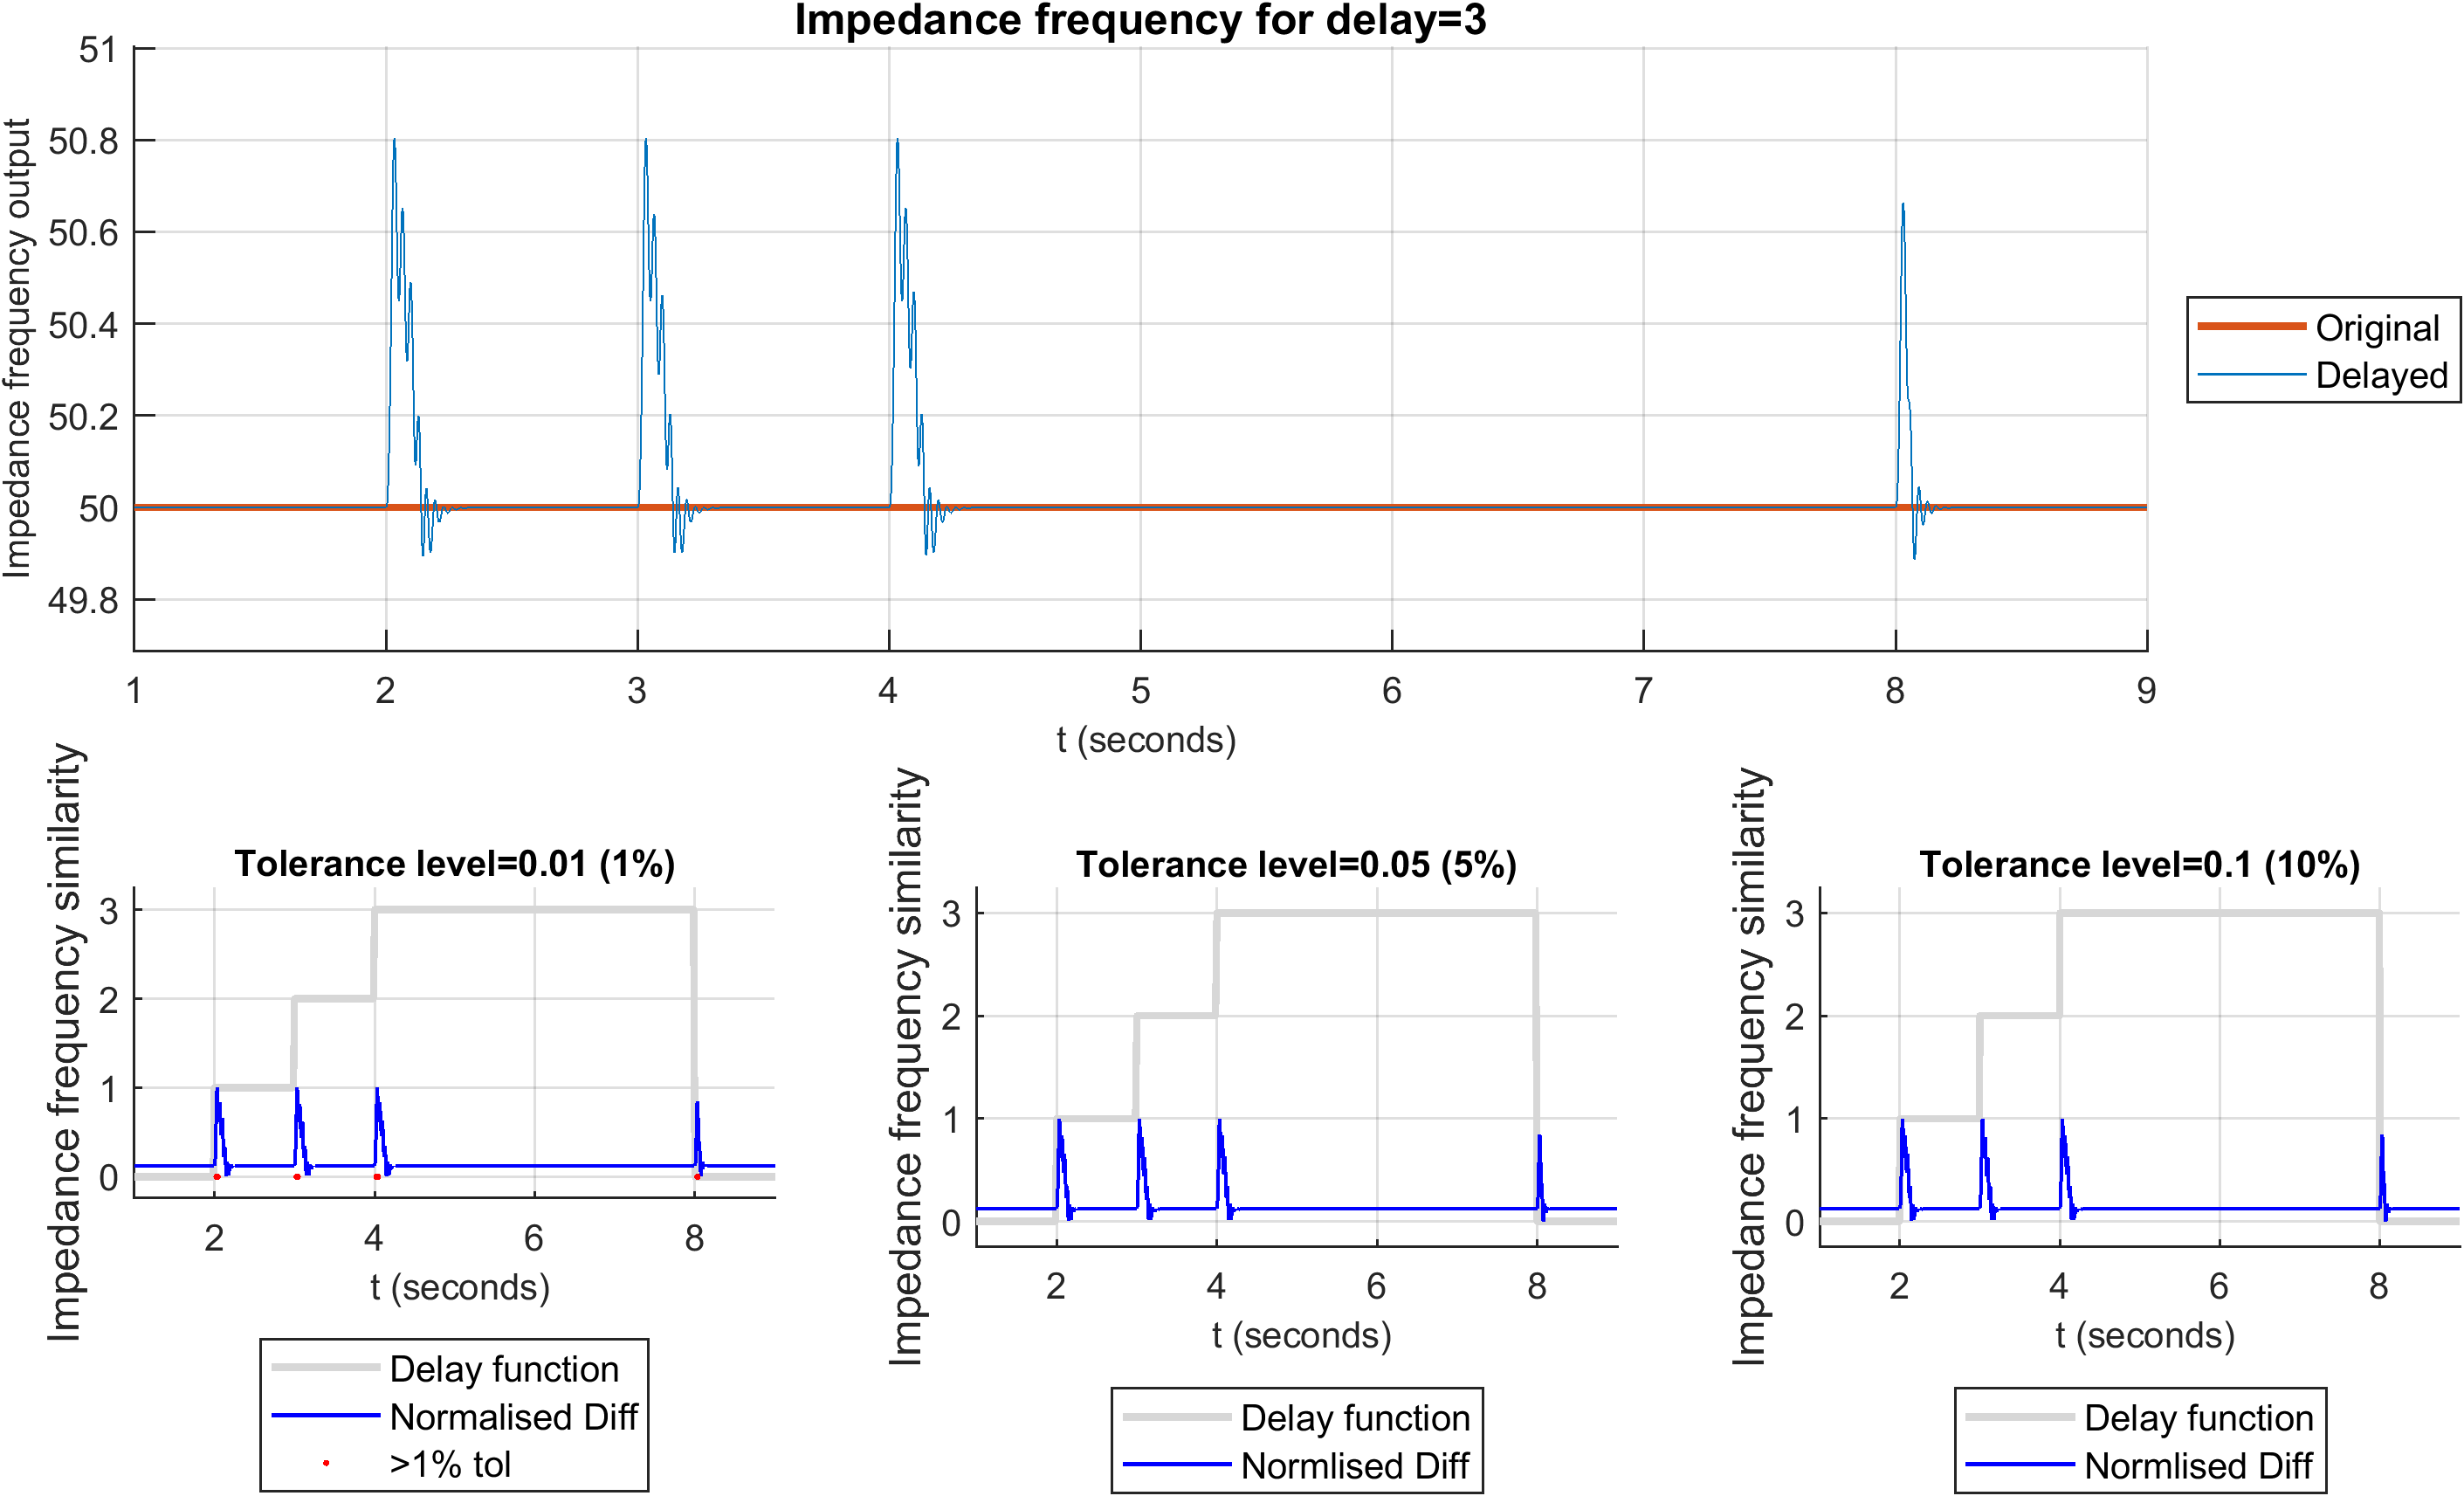 Impedance frequency for delay=3
Impedance frequency output
51
50.8
50.6
50.4
50.2
50
49.8
1 2 3 4 5 6 7 8 9
t (seconds)
Original
Delayed
Tolerance level=0.01 (1%)
Impedance frequency similarity
3
2
1
0
2 4 6 8
t (seconds)
Delay function
Normalised Diff
>1% tol
Tolerance level=0.05 (5%)
Impedance frequency similarity
3
2
1
0
2 4 6 8
t (seconds)
Delay function
Normlised Diff
Tolerance level=0.1 (10%)
Impedance frequency similarity
3
2
1
0
2 4 6 8
t (seconds)
Delay function
Normlised Diff